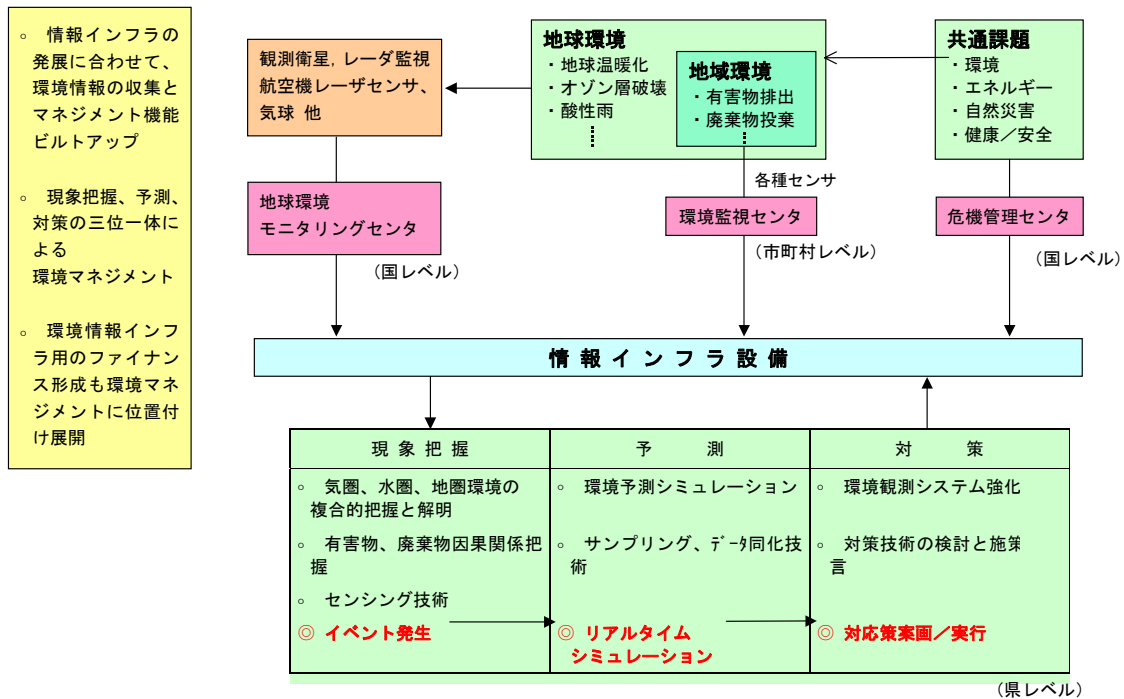 。 情報インフラの
発展に合わせて、
環境情報の収集と
マネジメント機能
ビルトアップ
。 現象把握、予測、
対策の三位一体に
よる
環境マネジメント
。 環境情報インフ
ラ用のファイナン
ス形成も環境マネ
ジメントに位置付
け展開
観測衛星, レーダ監視
航空機レーザセンサ、
気球 他
地球環境
・地球温暖化
・オゾン層破壊
・酸性雨
地域環境
・有害物排出
・廃棄物投棄
共通課題
・環境
・エネルギー
・自然災害
・健康/安全
各種センサ
地球環境
モニタリングセンタ
環境監視センタ
危機管理センタ
(国レベル)
(市町村レベル)
(国レベル)
情 報 イ ン フ ラ 設 備
現 象 把 握
。 気圏、水圏、地圏環境の
複合的把握と解明
。 有害物、廃棄物因果関係把
握
。 センシング技術
◎ イベント発生
予 測
。 環境予測シミュレーション
。 サンプリング、データ同化技
術
◎ リアルタイム
シミュレーション
対 策
。 環境観測システム強化
。 対策技術の検討と施策
言
◎ 対応策案画/実行
(県レベル)